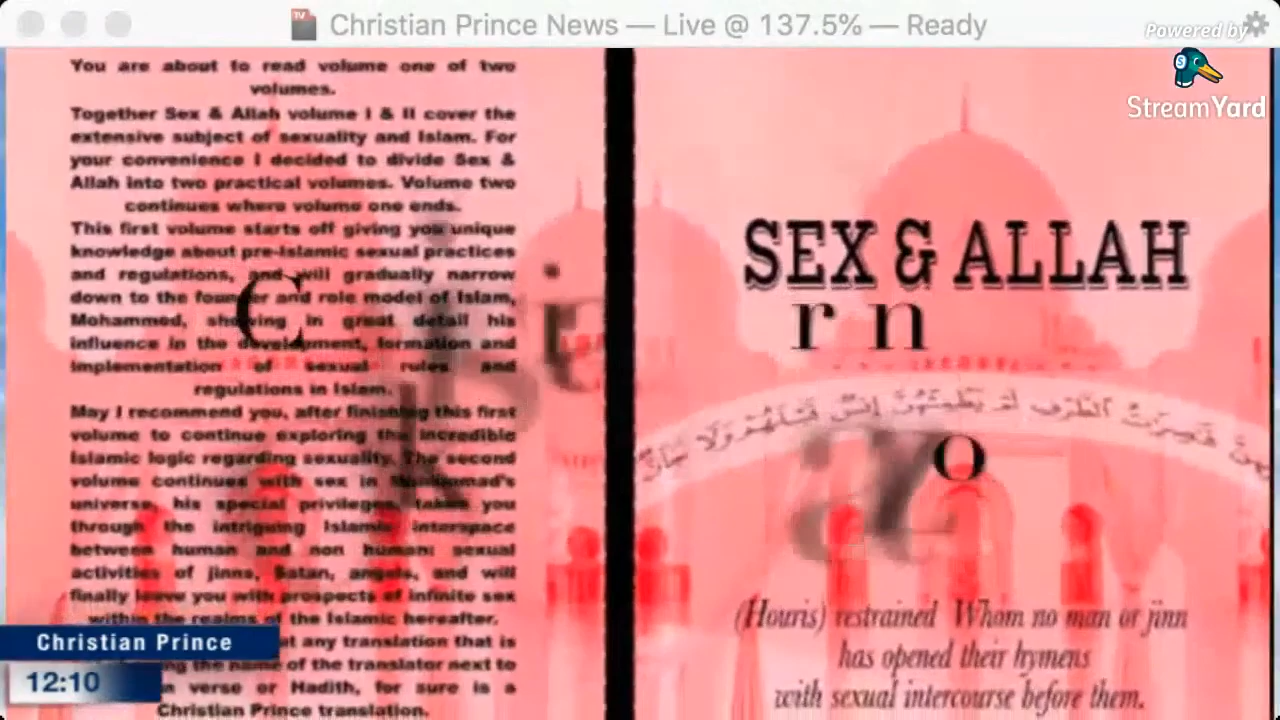 Christian Prince News — Live @ 137.5% — Ready
Powered by
StreamYard
You are about to read volume one of two
volumes.
Together Sex & Allah volume I & II cover the
extensive subject of sexuality and Islam. For
your convenience I decided to divide Sex &
Allah into two practical volumes. Volume two
continues where volume one ends.
This first volume starts off giving you unique
knowledge about pre-Islamic sexual practices
and regulations, and will gradually narrow
down to the founder and role model of Islam,
Mohammed, showing in great detail his
influence in the development, formation and
implementation of sexual rules and
regulations in Islam.
May I recommend you, after finishing this first
volume to continue exploring the incredible
Islamic logic regarding sexuality. The second
volume continues with sex in Muhammad's
universe, his special privileges, takes you
through the intriguing Islamic interspace
between human and non human: sexual
activities of jinns, Satan, angels, and will
finally leave you with prospects of infinite sex
within the realms of the Islamic hereafter.
at any translation that is
the name of the translator next to
verse or Hadith, for sure is a
Christian Prince translation.
SEX & ALLAH
r n
o
C
(Houris) restrained Whom no man or jinn
has opened their hymens
with sexual intercourse before them.
Christian Prince
12:10